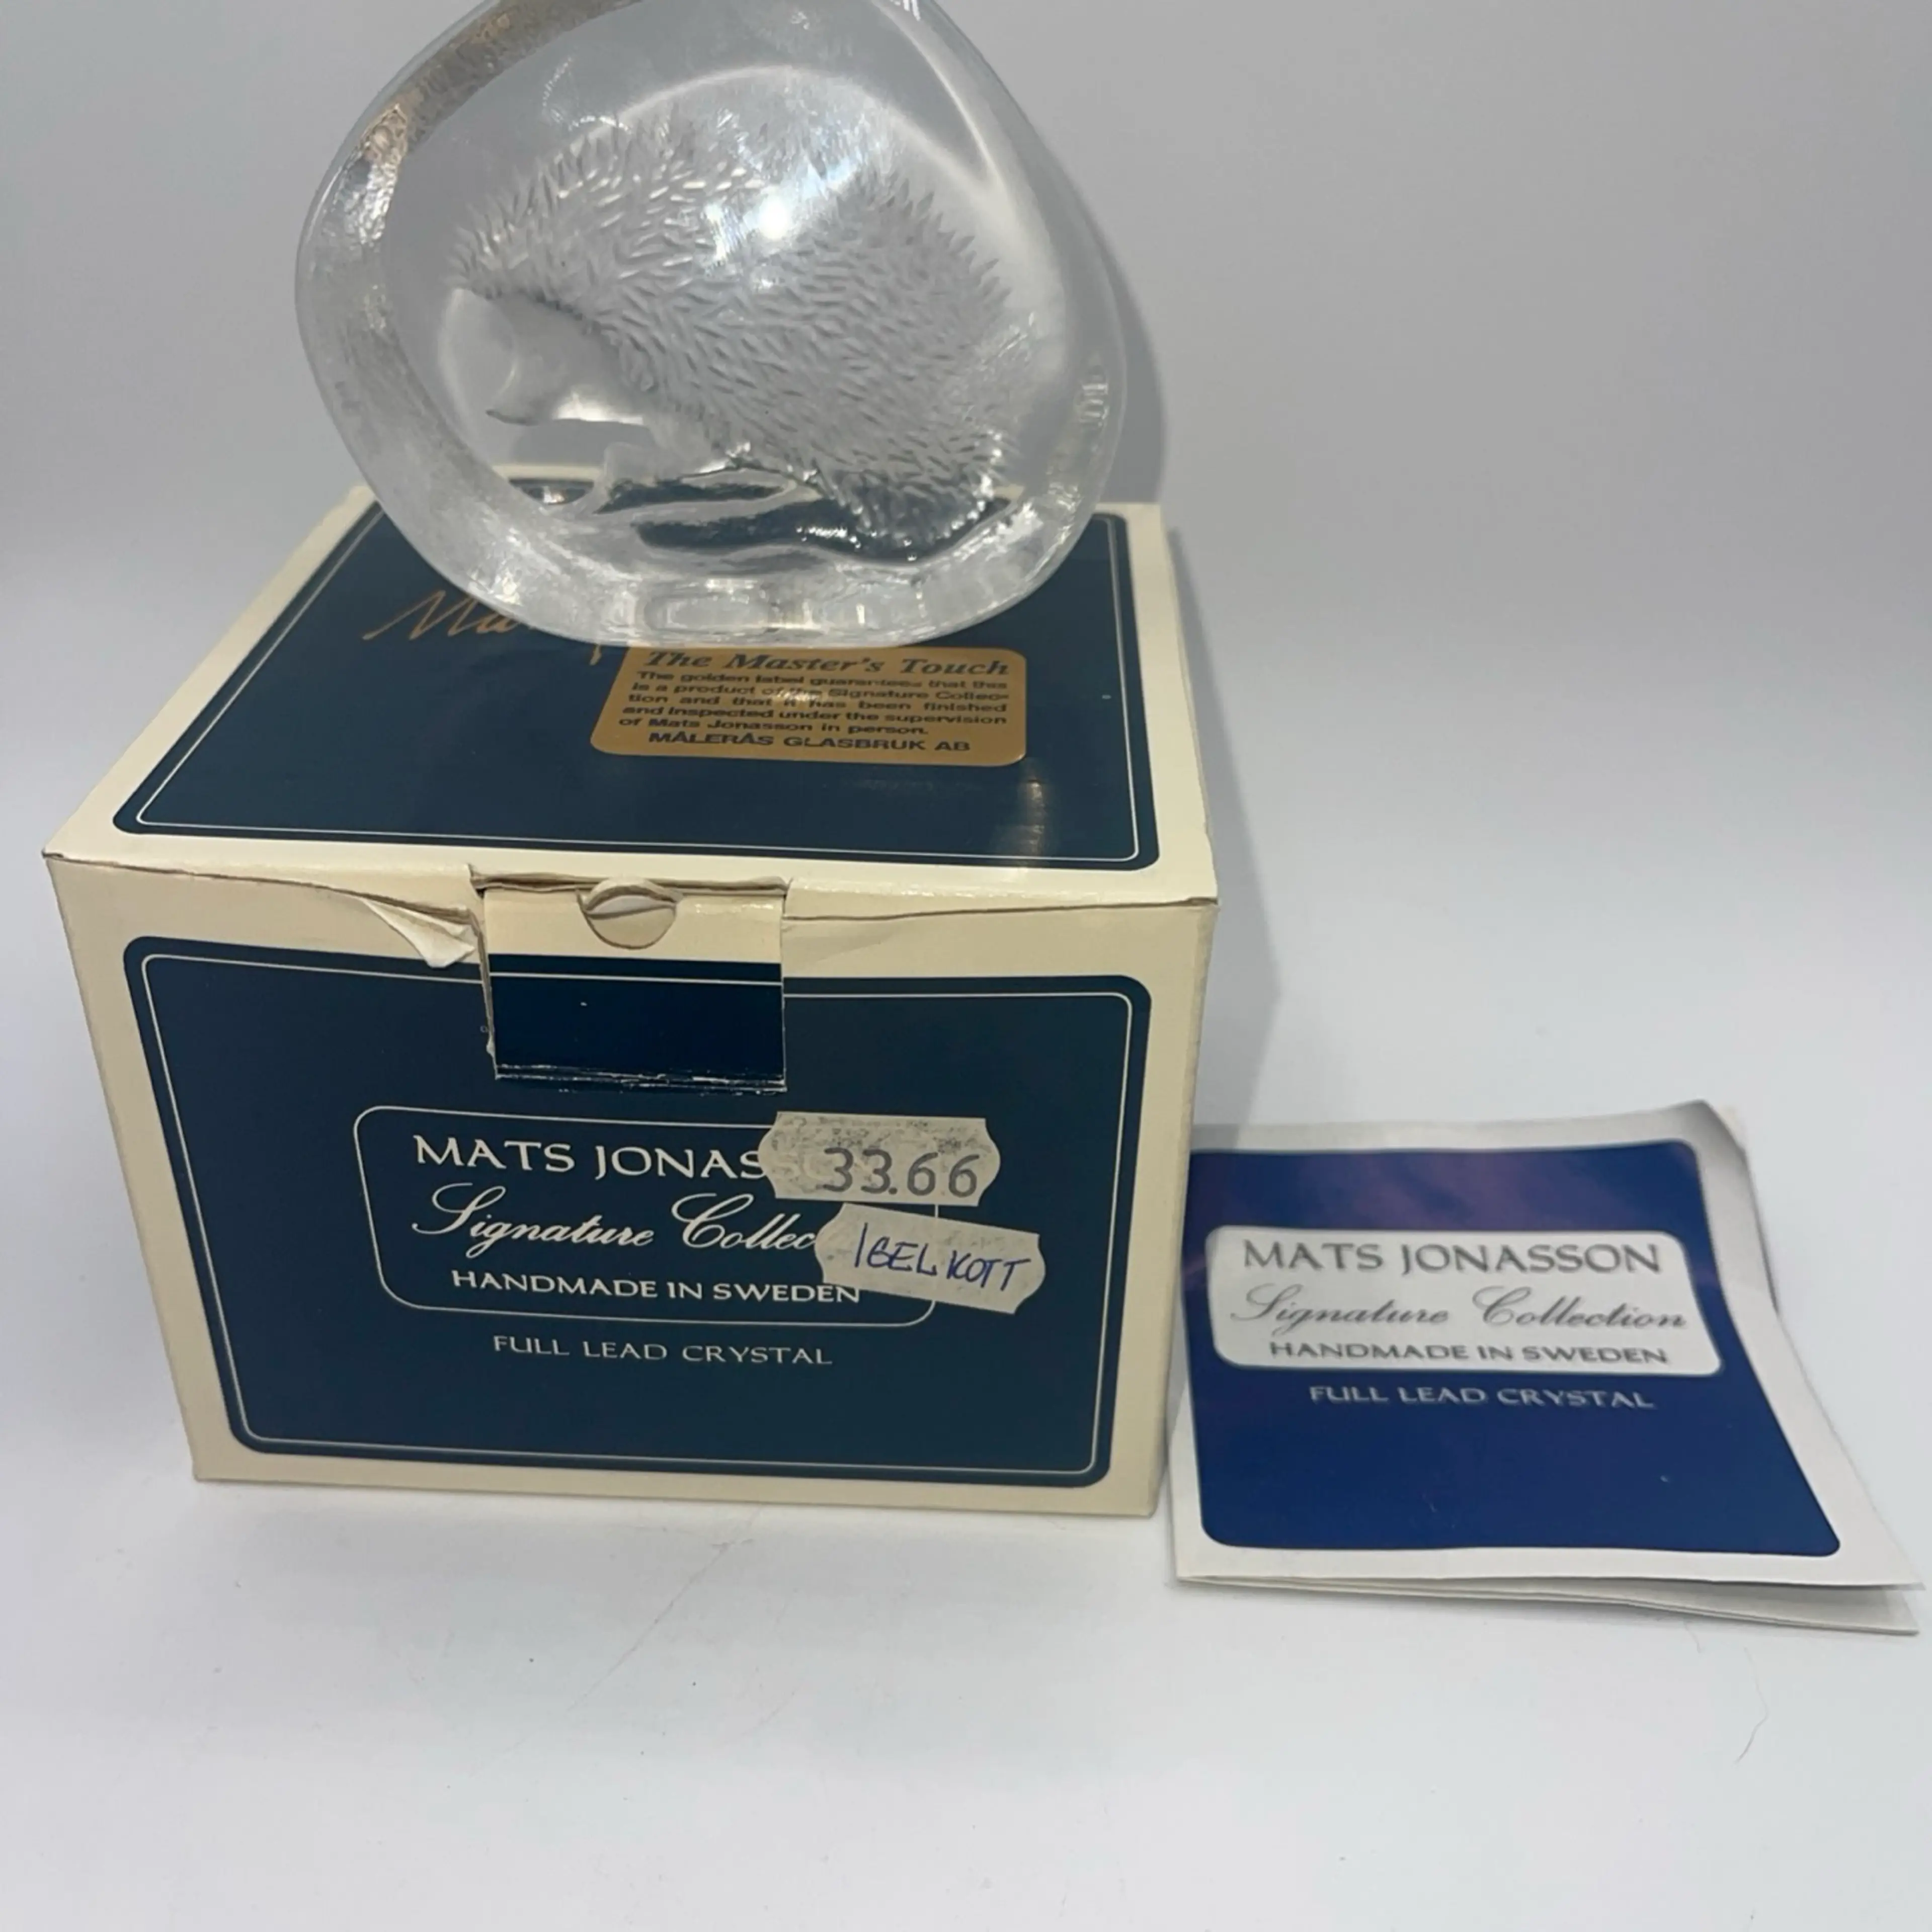 The Master's Touch
The golden label guarantees that this
is a product of the Signature Collec-
tion and that it has been finished
and inspected under the supervision
of Mats Jonasson in person.
MÅLERÅS GLASBRUK AB
MATS JONAS
33.66
Signature Collec
IGELKOTT
HANDMADE IN SWEDEN
FULL LEAD CRYSTAL
MATS JONASSON
Signature Collection
HANDMADE IN SWEDEN
FULL LEAD CRYSTAL